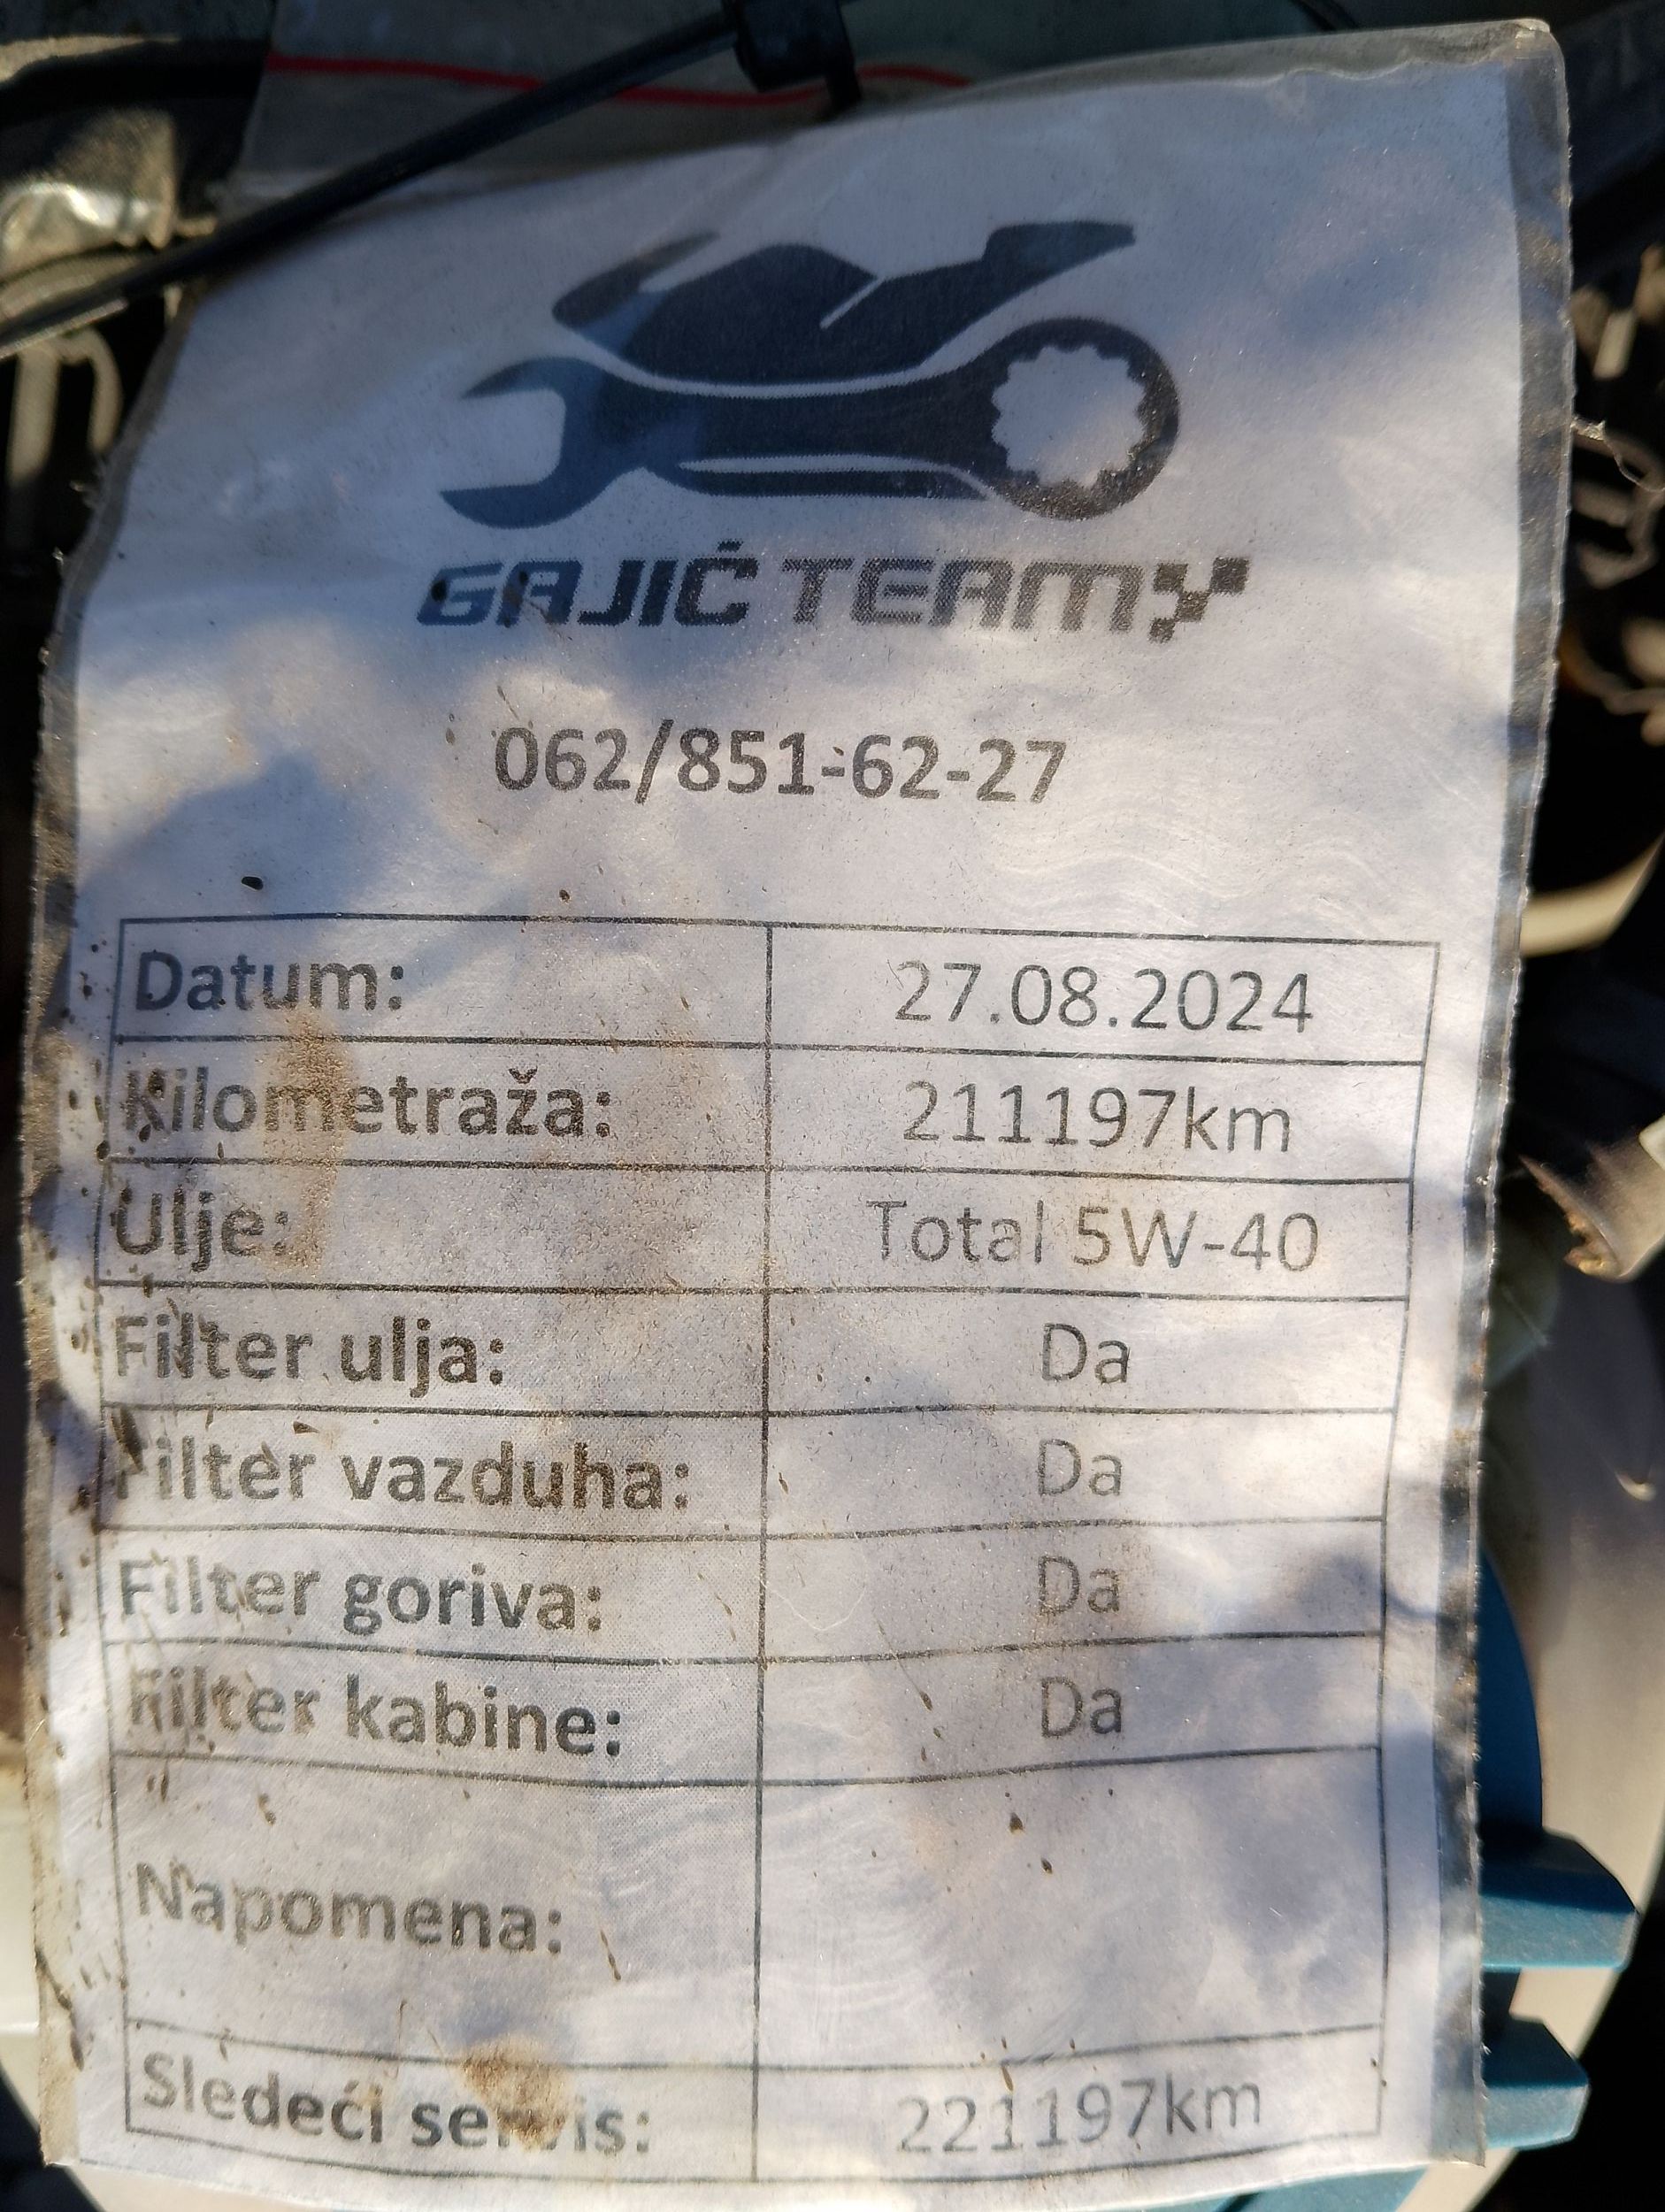 GAJIĆ TEAM
062/851-62-27
Datum: 27.08.2024
Kilometraža: 211197km
Ulje: Total 5W-40
Filter ulja: Da
Filter vazduha: Da
Filter goriva: Da
Filter kabine: Da
Napomena:
Sledeći servis: 221197km